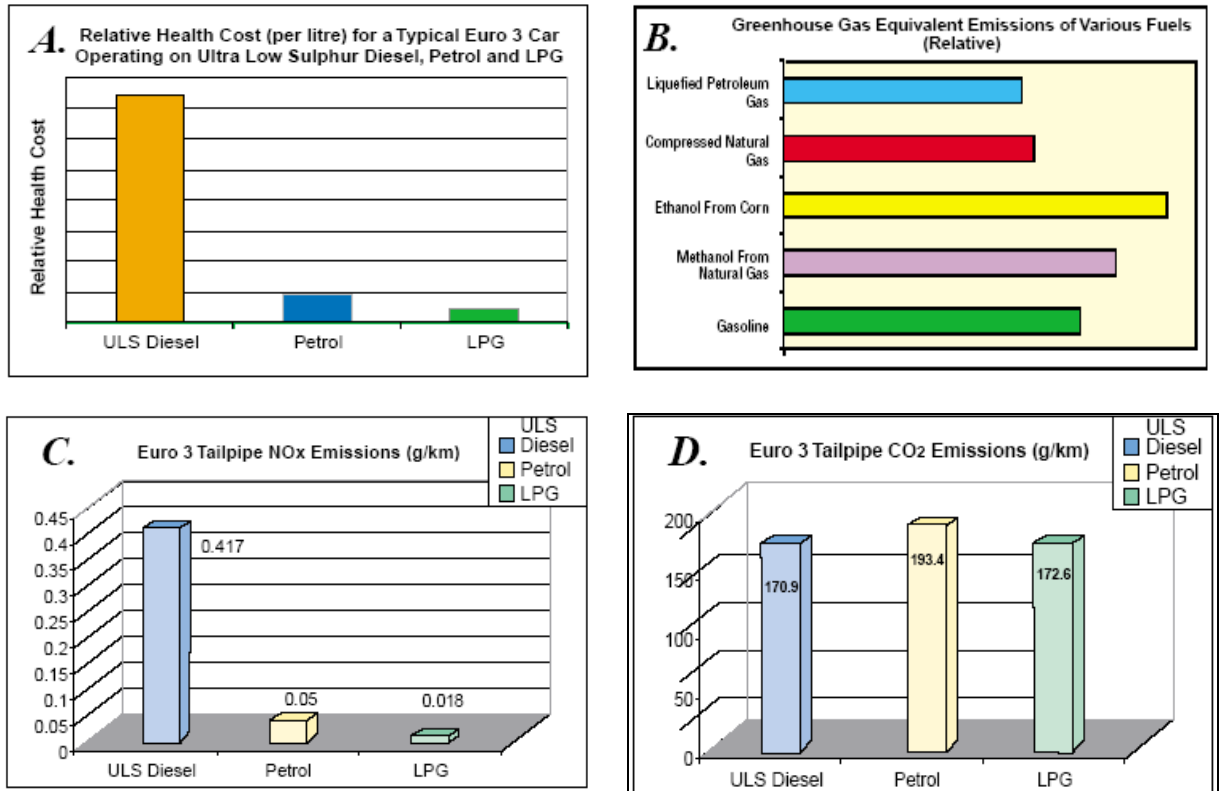 A.
Relative Health Cost (per litre) for a Typical Euro 3 Car
Operating on Ultra Low Sulphur Diesel, Petrol and LPG
Relative Health Cost
ULS Diesel
Petrol
LPG
B.
Greenhouse Gas Equivalent Emissions of Various Fuels
(Relative)
Liquefied Petroleum
Gas
Compressed Natural
Gas
Ethanol From Corn
Methanol From
Natural Gas
Gasoline
C.
Euro 3 Tailpipe NOx Emissions (g/km)
ULS
Diesel
Petrol
LPG
0.45
0.4
0.35
0.3
0.25
0.2
0.15
0.1
0.05
0
0.417
0.05
0.018
ULS Diesel
Petrol
LPG
D.
Euro 3 Tailpipe CO2 Emissions (g/km)
ULS
Diesel
Petrol
LPG
200
150
100
50
0
170.9
193.4
172.6
ULS Diesel
Petrol
LPG